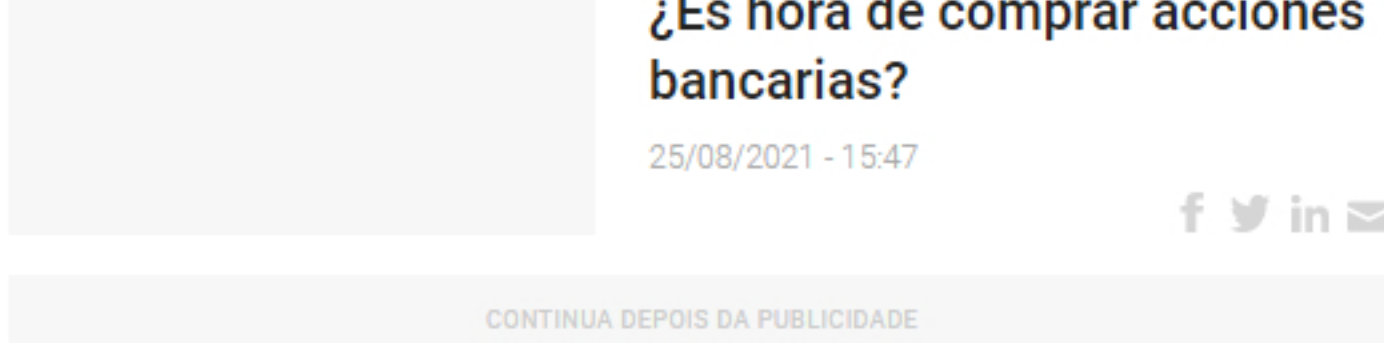 ¿Es hora de comprar acciones
bancarias?
25/08/2021 - 15:47
CONTINUA DEPOIS DA PUBLICIDADE